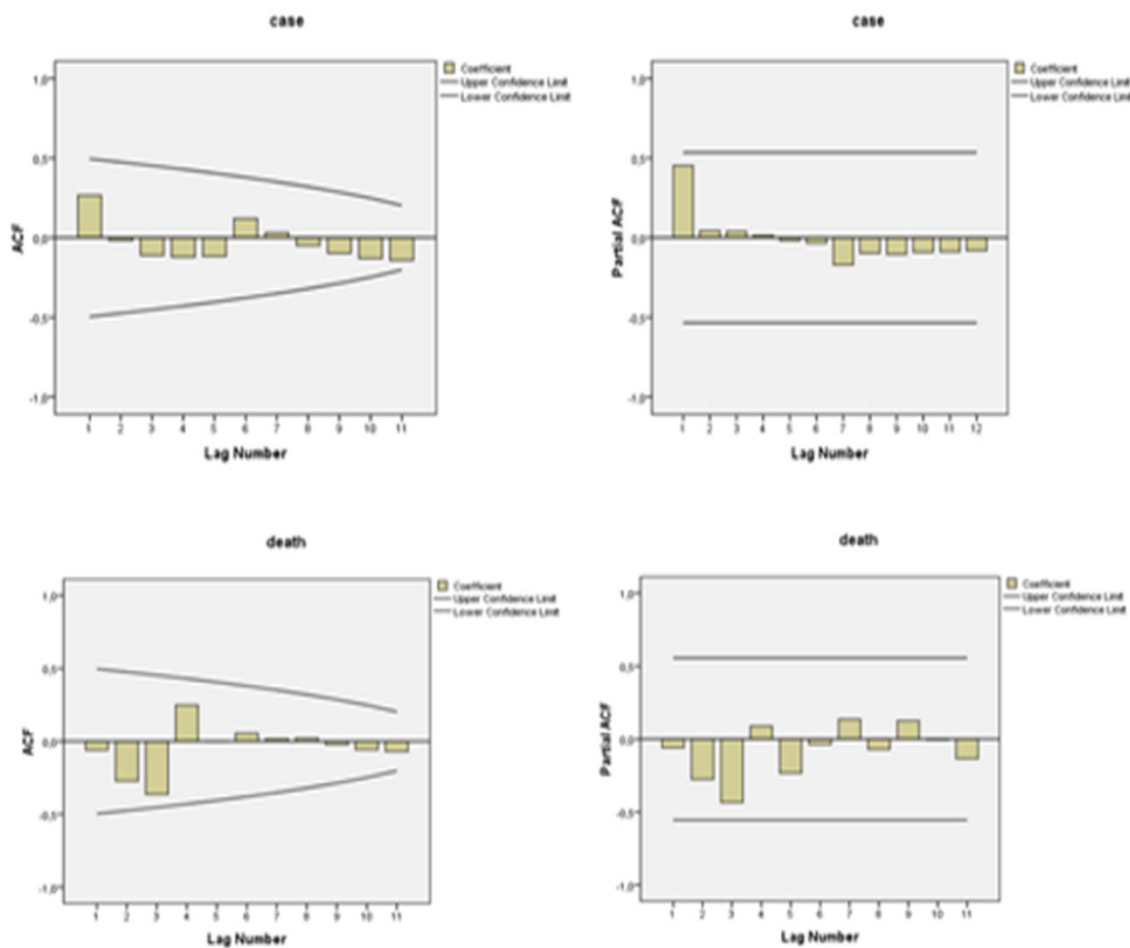 case
Coefficient
Upper Confidence Limit
Lower Confidence Limit
1,0
0,5
0,0
-0,5
-1,0
ACF
1 2 3 4 5 6 7 8 9 10 11
Lag Number
case
Coefficient
Upper Confidence Limit
Lower Confidence Limit
1,0
0,5
0,0
-0,5
-1,0
Partial ACF
1 2 3 4 5 6 7 8 9 10 11 12
Lag Number
death
Coefficient
Upper Confidence Limit
Lower Confidence Limit
1,0
0,5
0,0
-0,5
-1,0
ACF
1 2 3 4 5 6 7 8 9 10 11
Lag Number
death
Coefficient
Upper Confidence Limit
Lower Confidence Limit
1,0
0,5
0,0
-0,5
-1,0
Partial ACF
1 2 3 4 5 6 7 8 9 10 11
Lag Number